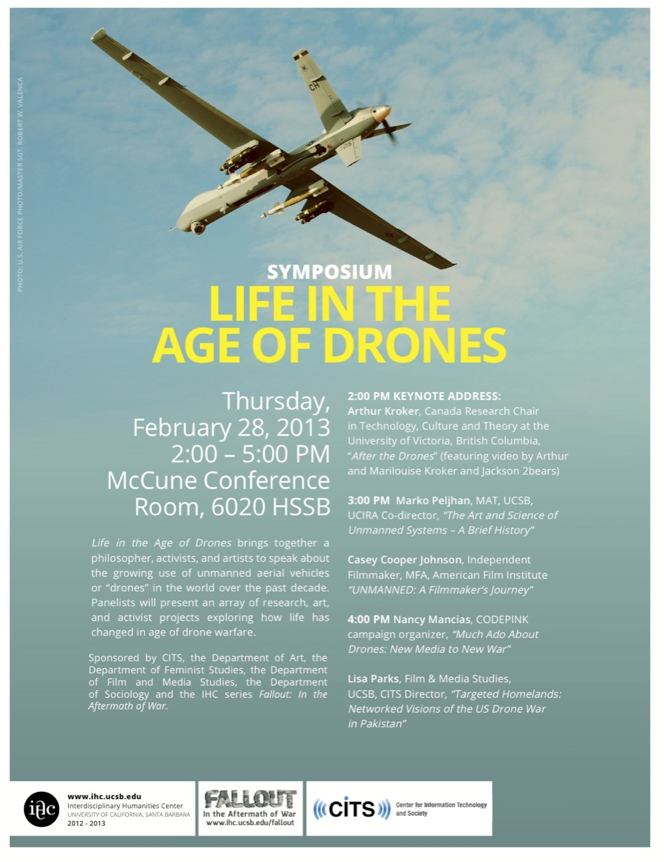 PHOTO: U.S. AIR FORCE PHOTO/MASTER SGT. ROBERT W. VALENCA
SYMPOSIUM
LIFE IN THE
AGE OF DRONES
Thursday,
February 28, 2013
2:00 – 5:00 PM
McCune Conference
Room, 6020 HSSB
Life in the Age of Drones brings together a
philosopher, activists, and artists to speak about
the growing use of unmanned aerial vehicles
or “drones” in the world over the past decade.
Panelists will present an array of research, art,
and activist projects exploring how life has
changed in age of drone warfare.
Sponsored by CITS, the Department of Art, the
Department of Feminist Studies, the Department
of Film and Media Studies, the Department
of Sociology and the IHC series Fallout: In the
Aftermath of War.
2:00 PM KEYNOTE ADDRESS:
Arthur Kroker, Canada Research Chair
in Technology, Culture and Theory at the
University of Victoria, British Columbia,
“After the Drones” (featuring video by Arthur
and Marilouise Kroker and Jackson 2bears)
3:00 PM Marko Peljhan, MAT, UCSB,
UCIRA Co-director, “The Art and Science of
Unmanned Systems – A Brief History”
Casey Cooper Johnson, Independent
Filmmaker, MFA, American Film Institute
“UNMANNED: A Filmmaker’s Journey”
4:00 PM Nancy Mancias, CODEPINK
campaign organizer, “Much Ado About
Drones: New Media to New War”
Lisa Parks, Film & Media Studies,
UCSB, CITS Director, “Targeted Homelands:
Networked Visions of the US Drone War
in Pakistan”
ihc
www.ihc.ucsb.edu
Interdisciplinary Humanities Center
UNIVERSITY OF CALIFORNIA, SANTA BARBARA
2012 - 2013
FALLOUT
In the Aftermath of War
www.ihc.ucsb.edu/fallout
CITS
Center for Information Technology
and Society